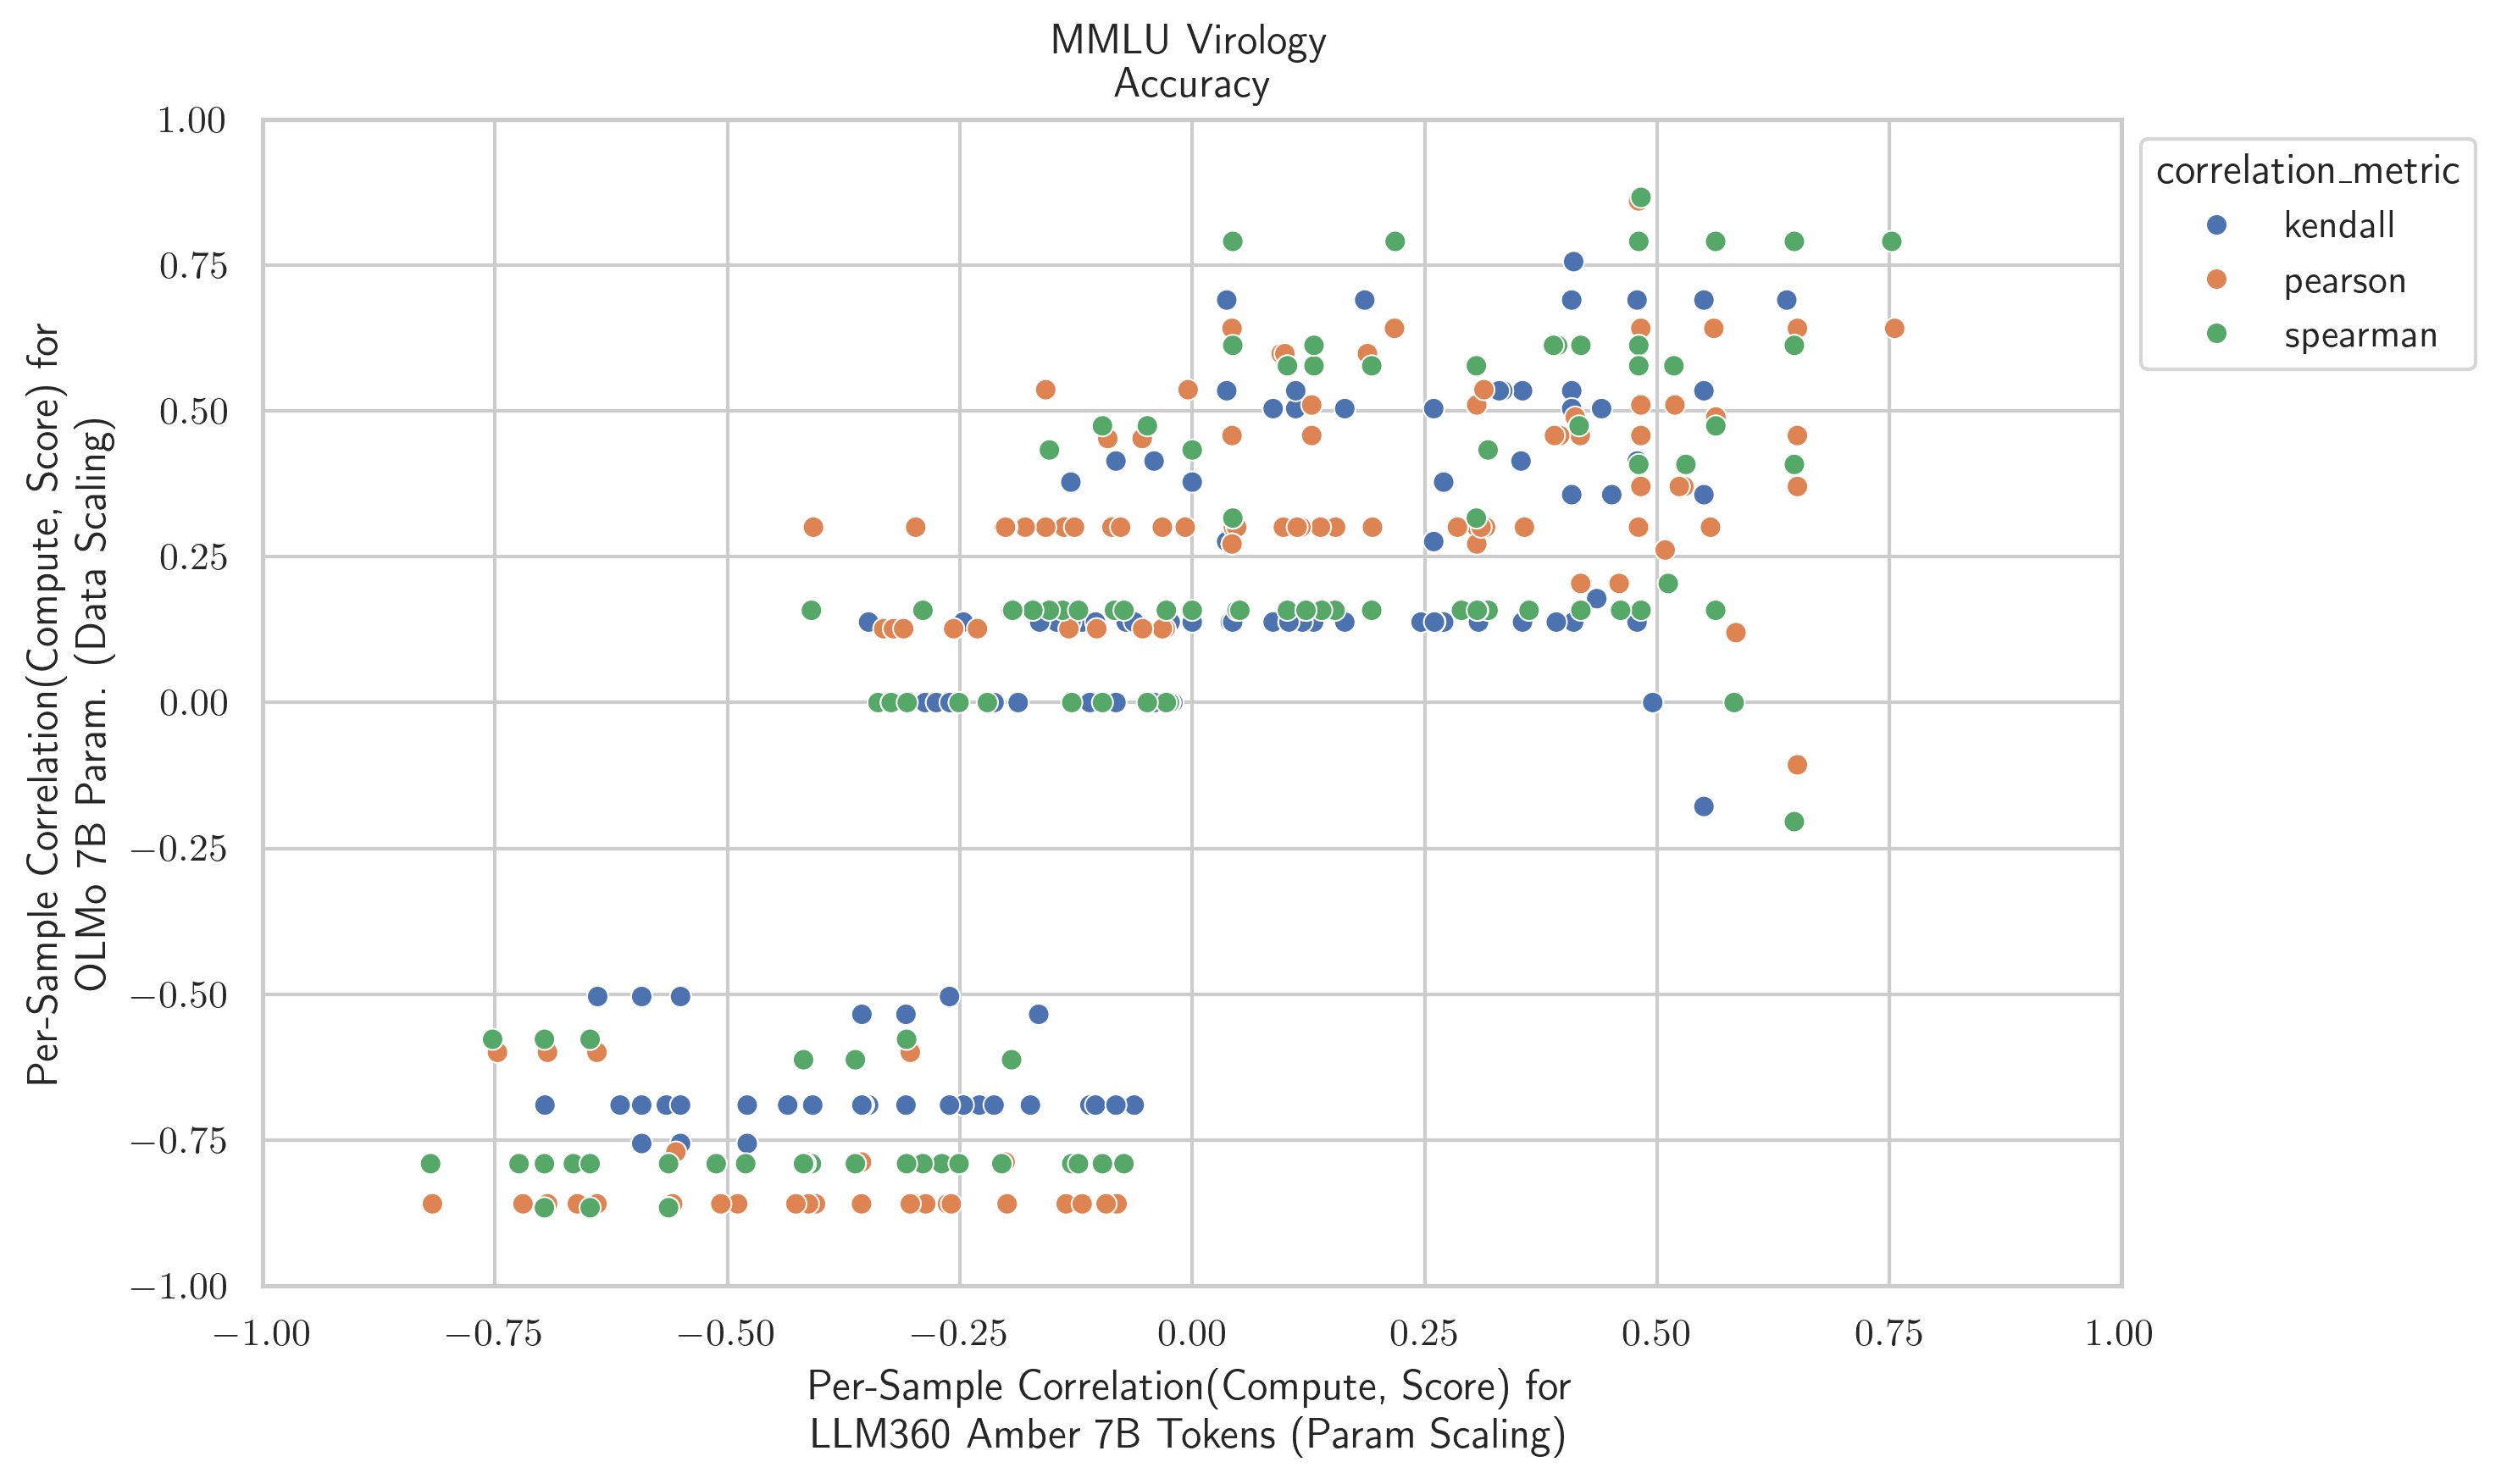 MMLU Virology
Accuracy
1.00
0.75
0.50
0.25
0.00
−0.25
−0.50
−0.75
−1.00
Per-Sample Correlation(Compute, Score) for
OLMo 7B Param. (Data Scaling)
−1.00 −0.75 −0.50 −0.25 0.00 0.25 0.50 0.75 1.00
Per-Sample Correlation(Compute, Score) for
LLM360 Amber 7B Tokens (Param Scaling)
correlation_metric
kendall
pearson
spearman